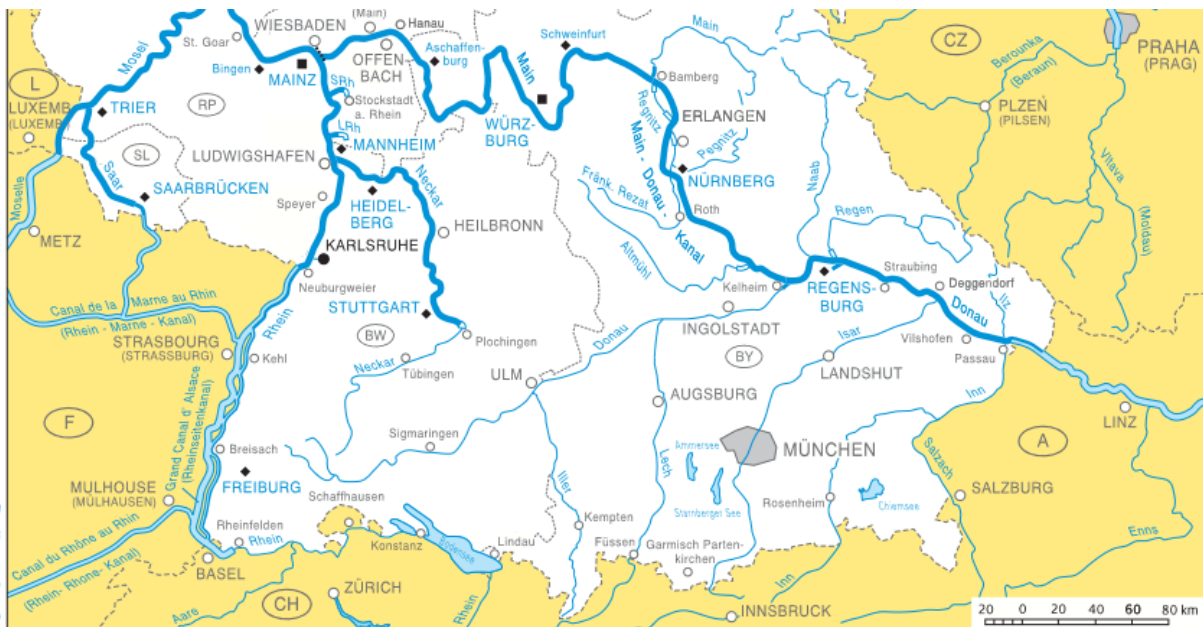 (Main)
Hanau
WIESBADEN
St. Goar
Mosel
OFFEN-
BACH
Bingen
MAINZ
Aschaffen-
burg
Schweinfurt
Main
Main
CZ
PRAHA
(PRAG)
Berounka
(Beraun)
L
LUXEMB.
(LUXEMB)
TRIER
RP
SRh
Stockstadt
a. Rhein
LRh
WÜRZ-
BURG
Bamberg
Regnitz
ERLANGEN
Pegnitz
PLZEŇ
(PILSEN)
SL
Saar
SAARBRÜCKEN
LUDWIGSHAFEN
MANNHEIM
Speyer
HEIDEL-
BERG
Neckar
Main - Donau -
Kanal
NÜRNBERG
Fränk. Rezat
Roth
Naab
Regen
Vltava
(Moldau)
Moselle
METZ
KARLSRUHE
HEILBRONN
Altmühl
Neuburgweier
Kelheim
REGENS-
BURG
Straubing
Deggendorf
Ilz
Canal de la Marne au Rhin
(Rhein - Marne - Kanal)
Rhein
STUTTGART
BW
Plochingen
Donau
INGOLSTADT
BY
Isar
Vilshofen
Donau
Passau
STRASBOURG
(STRASSBURG)
Kehl
Neckar
Tübingen
ULM
LANDSHUT
Inn
AUGSBURG
LINZ
F
Grand Canal d' Alsace
(Rheinseitenkanal)
Breisach
Sigmaringen
Ammersee
MÜNCHEN
Salzach
A
MULHOUSE
(MÜLHAUSEN)
FREIBURG
Schaffhausen
Iller
Lech
Starnberger See
Rosenheim
Chiemsee
SALZBURG
Rheinfelden
Rhein
Konstanz
Bodensee
Lindau
Kempten
Füssen
Garmisch Parten-
kirchen
Enns
Canal du Rhône au Rhin
(Rhein- Rhone- Kanal)
BASEL
ZÜRICH
Aare
CH
Rhein
Inn
INNSBRUCK
20 0 20 40 60 80 km